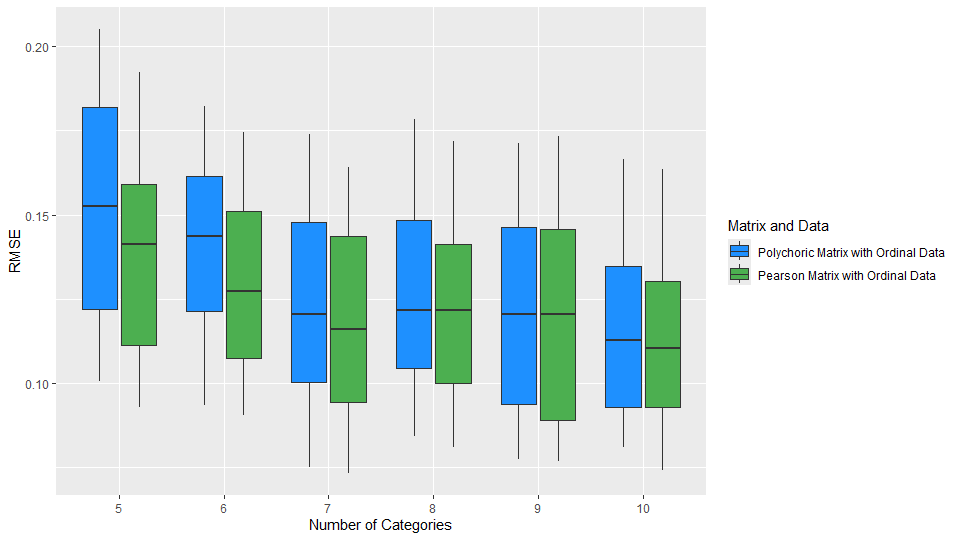 0.20
0.15
0.10
RMSE
5 6 7 8 9 10
Number of Categories
Matrix and Data
Polychoric Matrix with Ordinal Data
Pearson Matrix with Ordinal Data